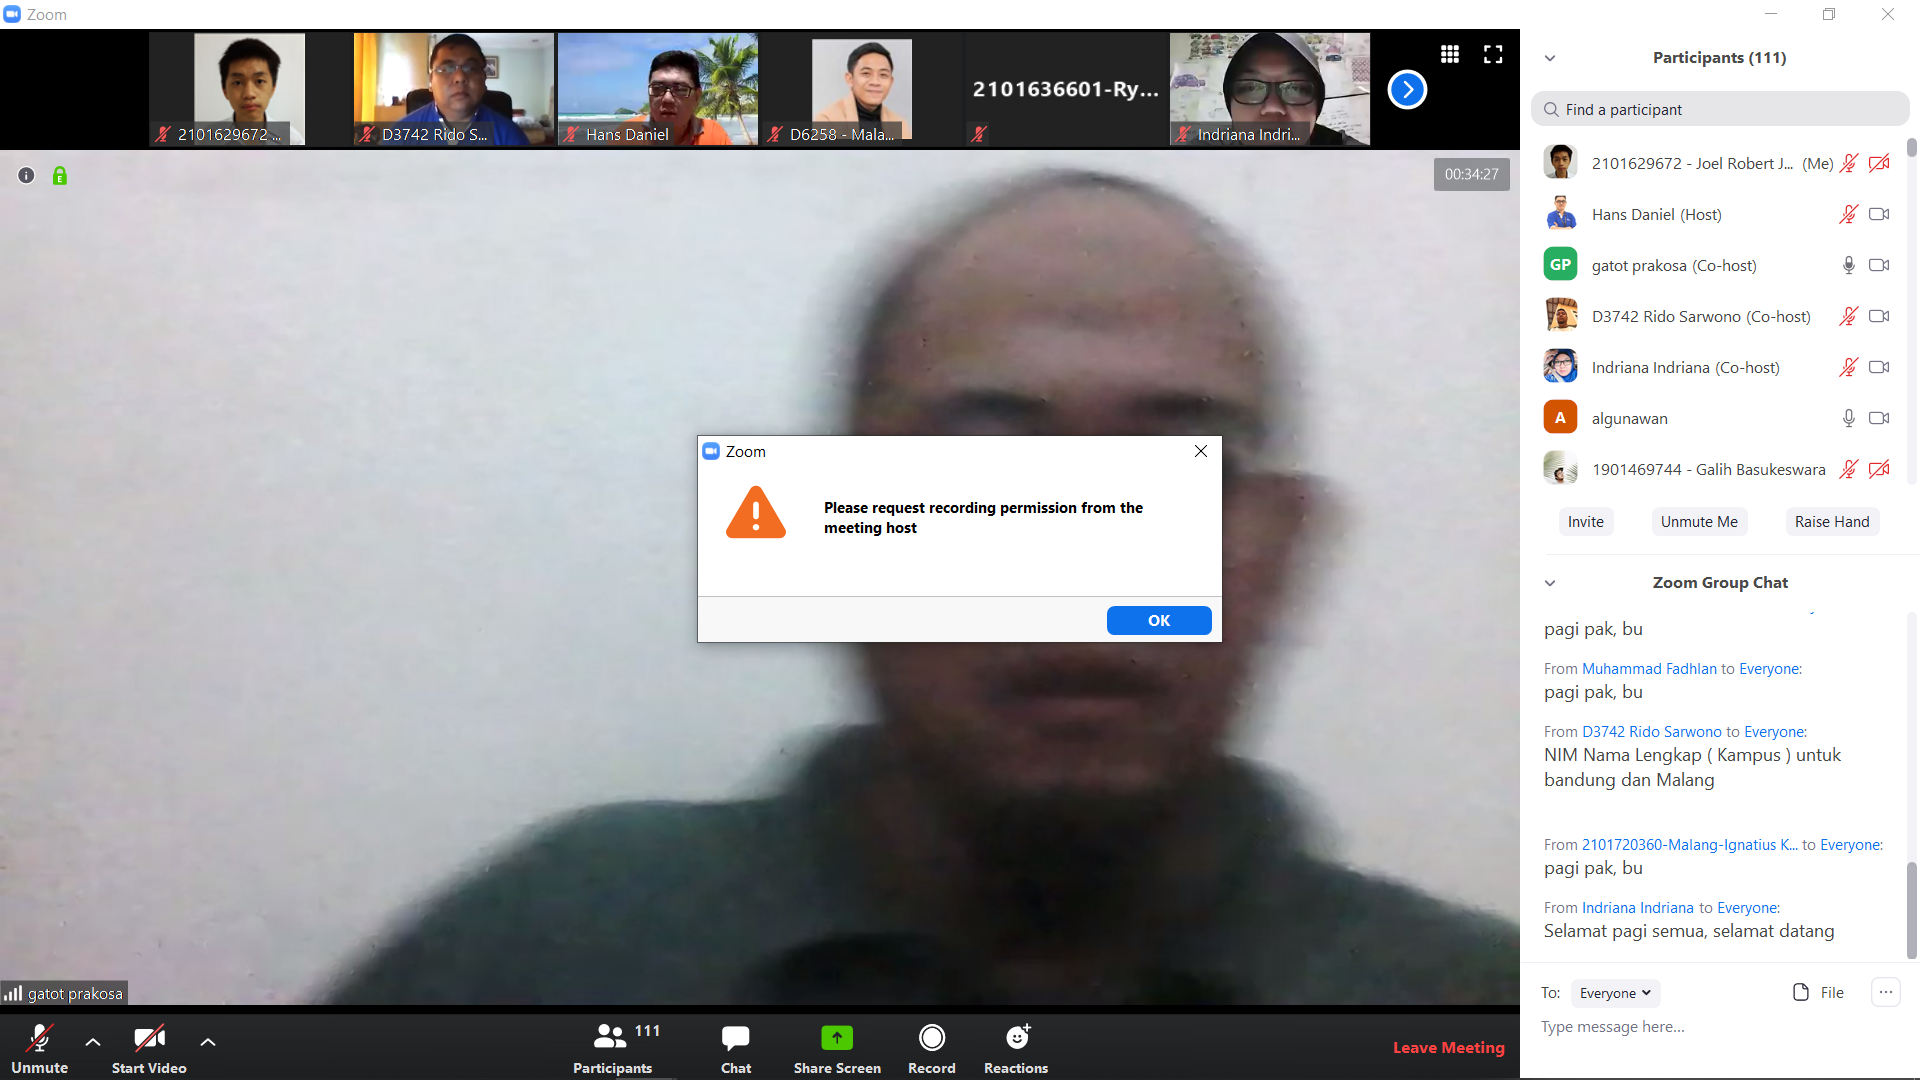 Zoom
2101629672 ...
D3742 Rido S...
Hans Daniel
D6258 - Mala...
2101636601-Ry...
Indriana Indri...
00:34:27
Zoom
Please request recording permission from the
meeting host
OK
gatot prakosa
Unmute
Start Video
111
Participants
Chat
Share Screen
Record
Reactions
Leave Meeting
Participants (111)
Find a participant
2101629672 - Joel Robert J... (Me)
Hans Daniel (Host)
GP
gatot prakosa (Co-host)
D3742 Rido Sarwono (Co-host)
Indriana Indriana (Co-host)
A
algunawan
1901469744 - Galih Basukeswara
Invite
Unmute Me
Raise Hand
Zoom Group Chat
pagi pak, bu
From Muhammad Fadhlan to Everyone:
pagi pak, bu
From D3742 Rido Sarwono to Everyone:
NIM Nama Lengkap ( Kampus ) untuk
bandung dan Malang
From 2101720360-Malang-Ignatius K... to Everyone:
pagi pak, bu
From Indriana Indriana to Everyone:
Selamat pagi semua, selamat datang
To: Everyone
File
...
Type message here...